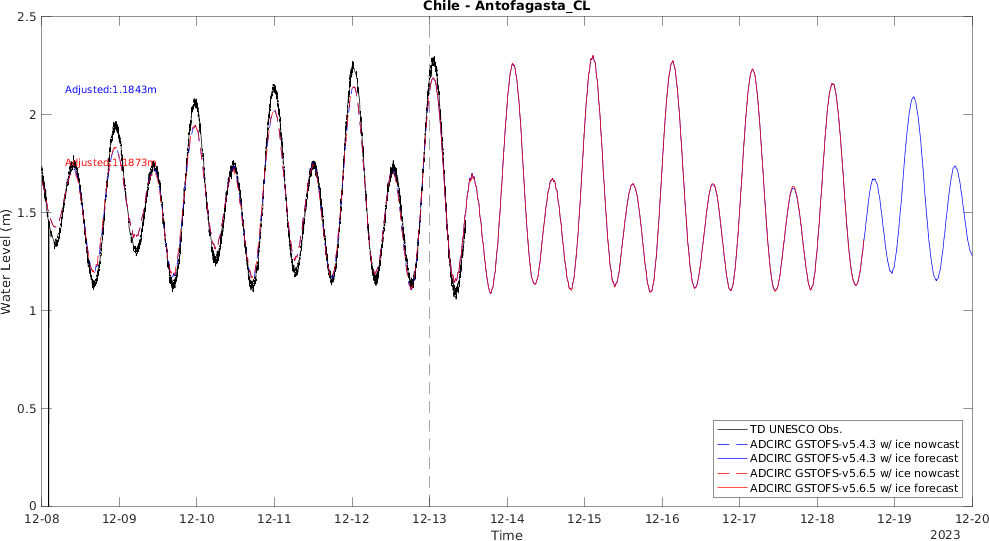 Chile - Antofagasta_CL
2.5
2
1.5
1
0.5
0
Water Level (m)
Adjusted:1.1843m
Adjusted:1.1873m
TD UNESCO Obs.
ADCIRC GSTOFS-v5.4.3 w/ ice nowcast
ADCIRC GSTOFS-v5.4.3 w/ ice forecast
ADCIRC GSTOFS-v5.6.5 w/ ice nowcast
ADCIRC GSTOFS-v5.6.5 w/ ice forecast
12-08 12-09 12-10 12-11 12-12 12-13 12-14 12-15 12-16 12-17 12-18 12-19 12-20
Time
2023